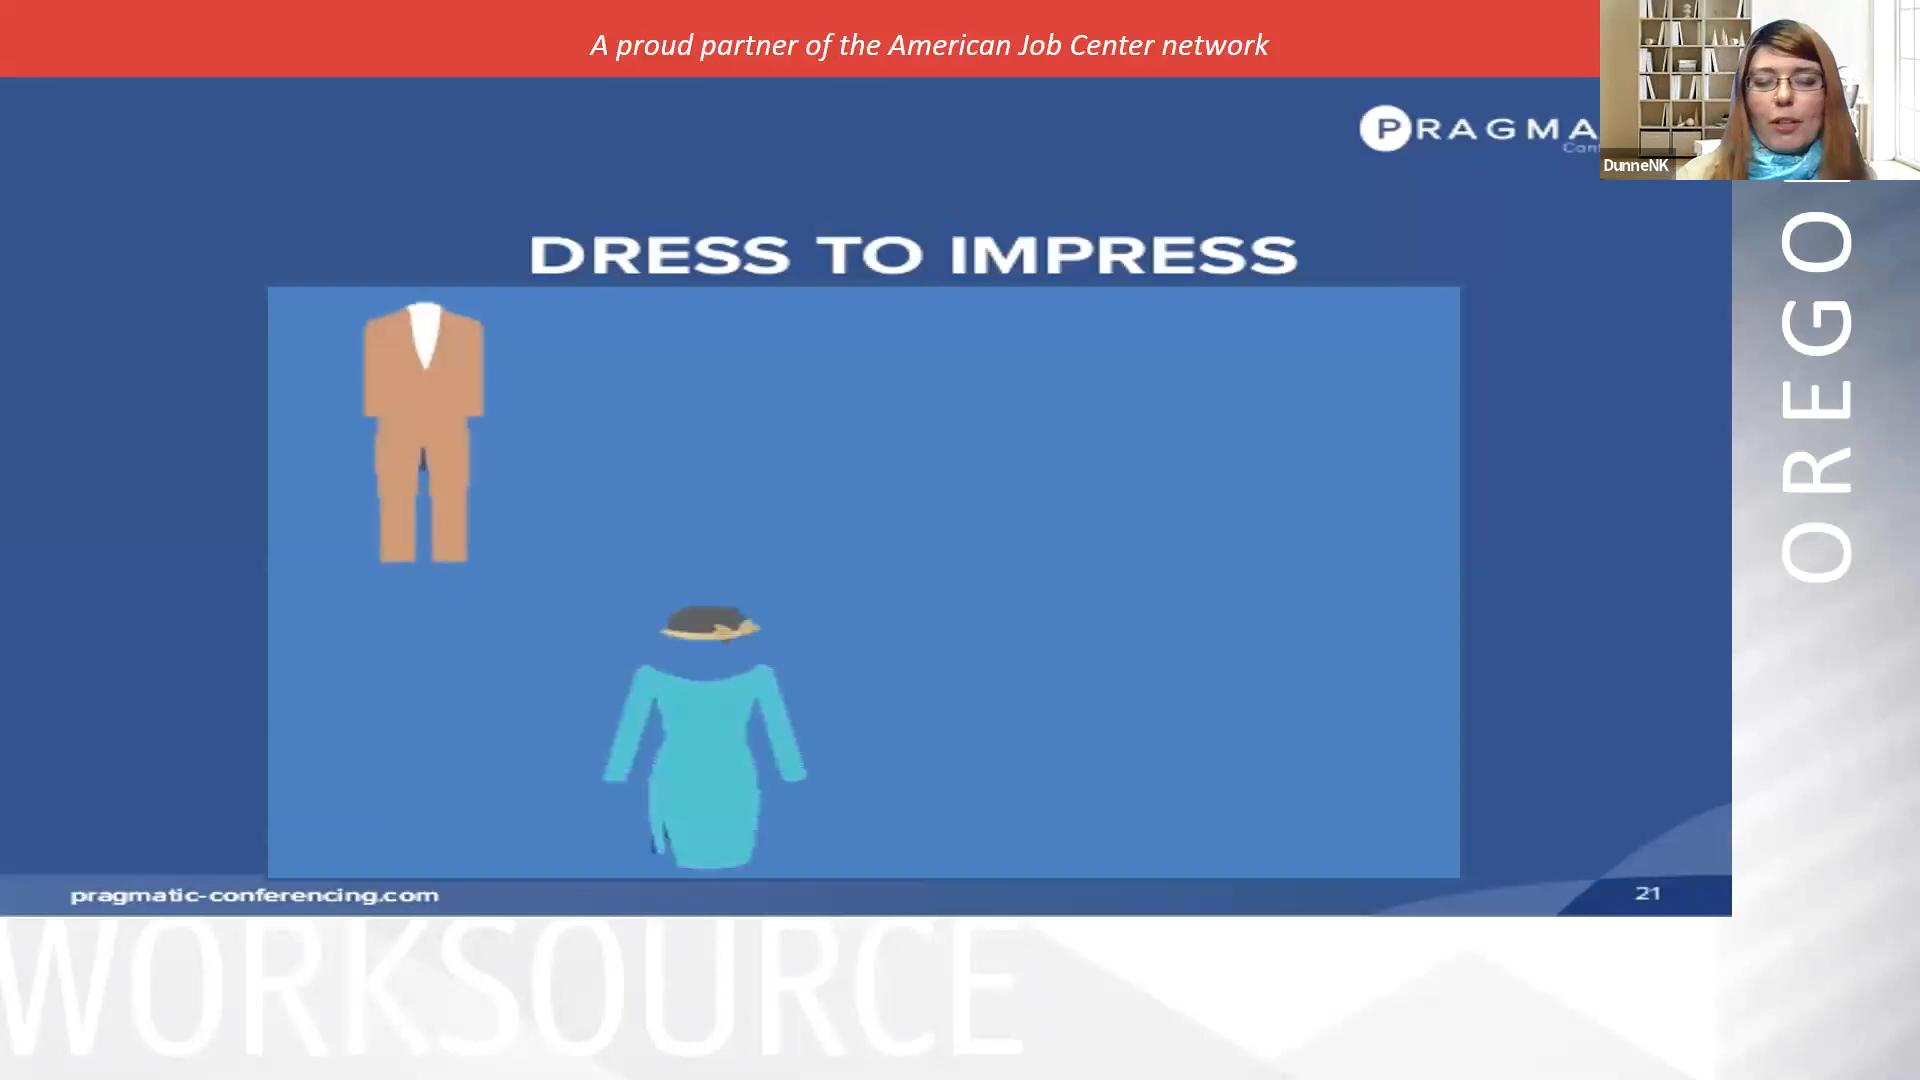 A proud partner of the American Job Center network
PRAGMA
DunneNK
DRESS TO IMPRESS
OREGO
pragmatic-conferencing.com
21
WORKSOURCE